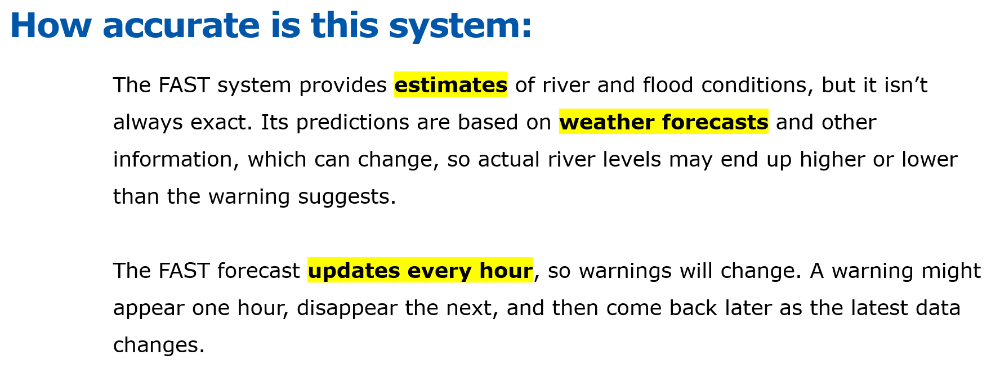 How accurate is this system:
The FAST system provides estimates of river and flood conditions, but it isn’t
always exact. Its predictions are based on weather forecasts and other
information, which can change, so actual river levels may end up higher or lower
than the warning suggests.
The FAST forecast updates every hour, so warnings will change. A warning might
appear one hour, disappear the next, and then come back later as the latest data
changes.